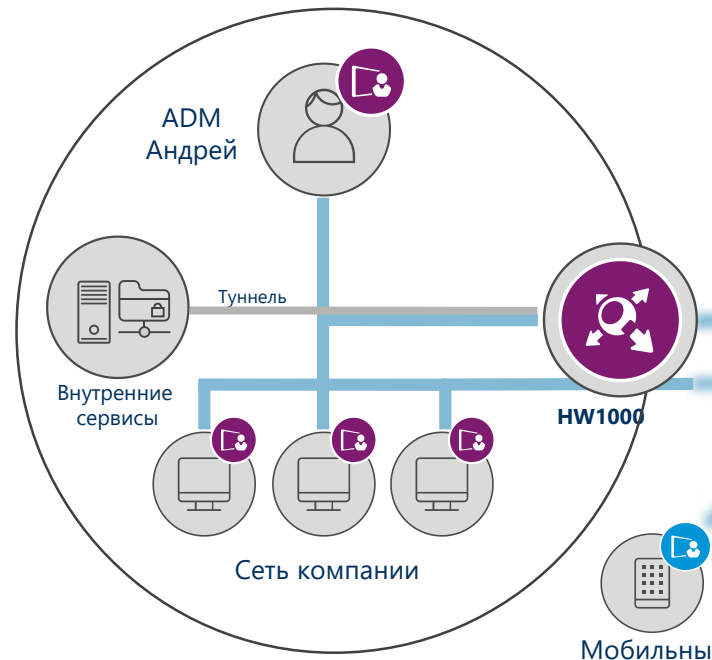 ADM
Андрей
Туннель
Внутренние
сервисы
HW1000
Сеть компании
Мобильны